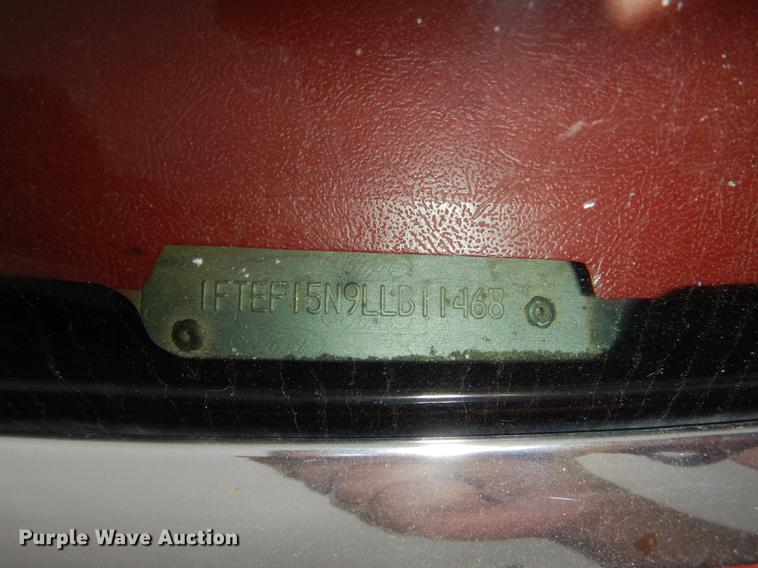 1FTEF15N9LLB11468
Purple Wave Auction